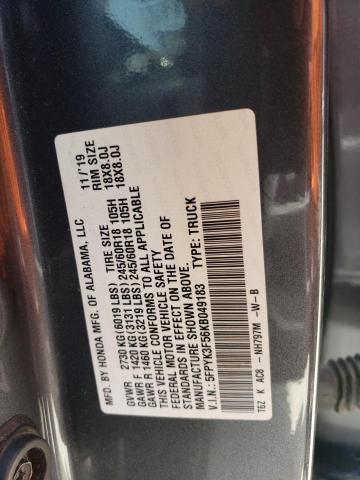 MFD. BY HONDA MFG. OF ALABAMA, LLC 11/'19
GVWR 2730 KG(6019 LBS) TIRE SIZE RIM SIZE
GAWR F 1420 KG(3131 LBS) 245/60R18 105H 18X8.0J
GAWR R 1460 KG(3219 LBS) 245/60R18 105H 18X8.0J
THIS VEHICLE CONFORMS TO ALL APPLICABLE
FEDERAL MOTOR VEHICLE SAFETY
STANDARDS IN EFFECT ON THE DATE OF
MANUFACTURE SHOWN ABOVE.
V.I.N.: 5FPYK3F56KB049183 TYPE: TRUCK
T6Z K AC8 -NH797M -W-B